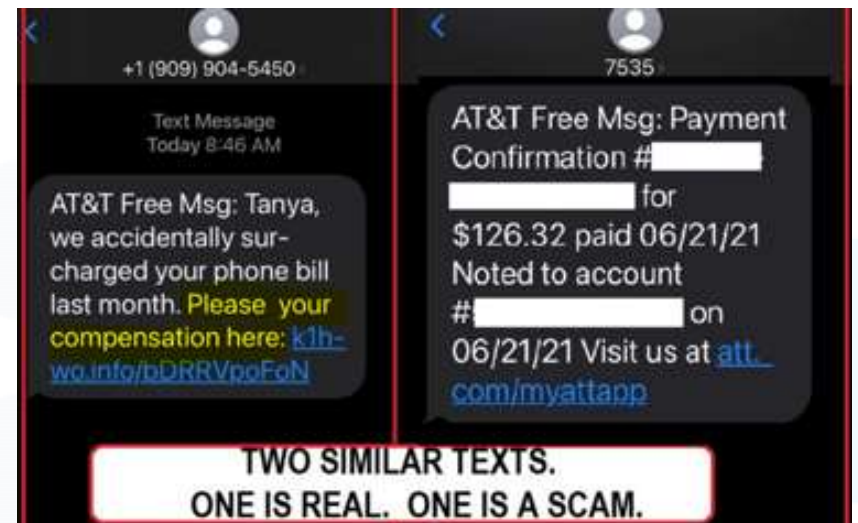 +1 (909) 904-5450
Text Message
Today 8:46 AM
AT&T Free Msg: Tanya,
we accidentally sur-
charged your phone bill
last month. Please  your
compensation here: k1h-
wo.info/bDRRVpoFoN
7535
AT&T Free Msg: Payment
Confirmation #
for
$126.32 paid 06/21/21
Noted to account
#: on
06/21/21 Visit us at att.
com/myattapp
TWO SIMILAR TEXTS.
ONE IS REAL.  ONE IS A SCAM.